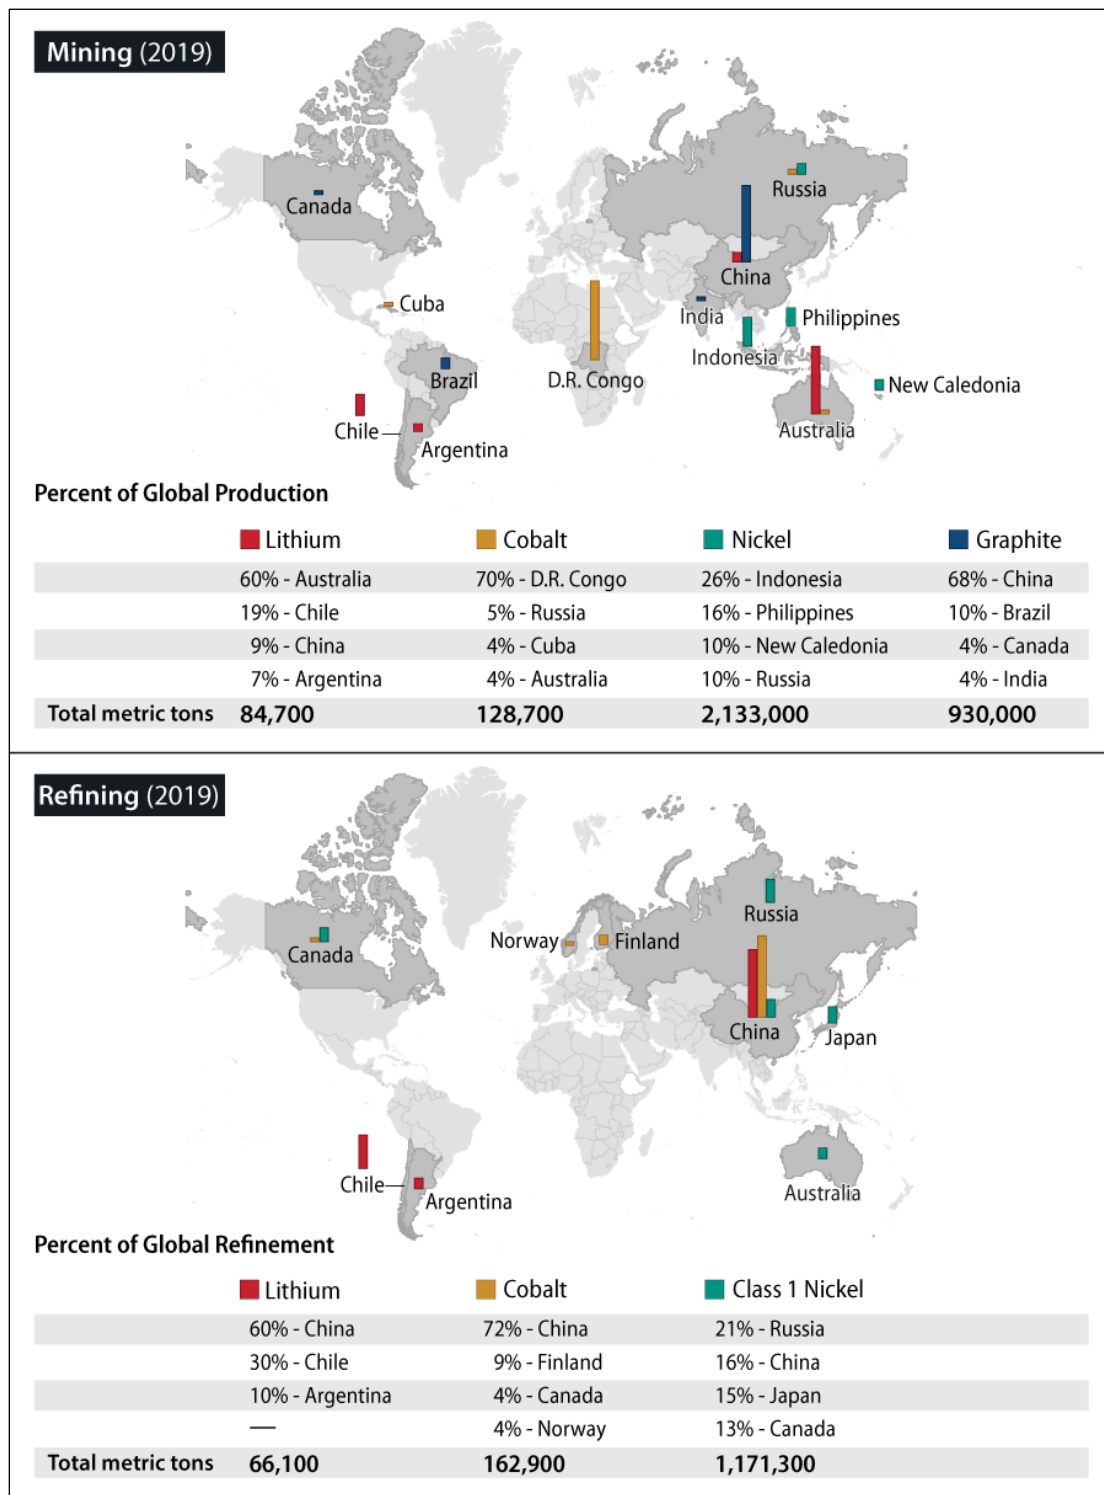 Mining (2019)
Canada
Russia
China
Cuba
India
Philippines
Indonesia
Brazil
D.R. Congo
New Caledonia
Chile
Australia
Argentina
Percent of Global Production
Lithium Cobalt Nickel Graphite
60% - Australia 70% - D.R. Congo 26% - Indonesia 68% - China
19% - Chile 5% - Russia 16% - Philippines 10% - Brazil
9% - China 4% - Cuba 10% - New Caledonia 4% - Canada
7% - Argentina 4% - Australia 10% - Russia 4% - India
Total metric tons 84,700 128,700 2,133,000 930,000
Refining (2019)
Russia
Norway Finland
Canada
China
Japan
Chile
Argentina
Australia
Percent of Global Refinement
Lithium Cobalt Class 1 Nickel
60% - China 72% - China 21% - Russia
30% - Chile 9% - Finland 16% - China
10% - Argentina 4% - Canada 15% - Japan
— 4% - Norway 13% - Canada
Total metric tons 66,100 162,900 1,171,300